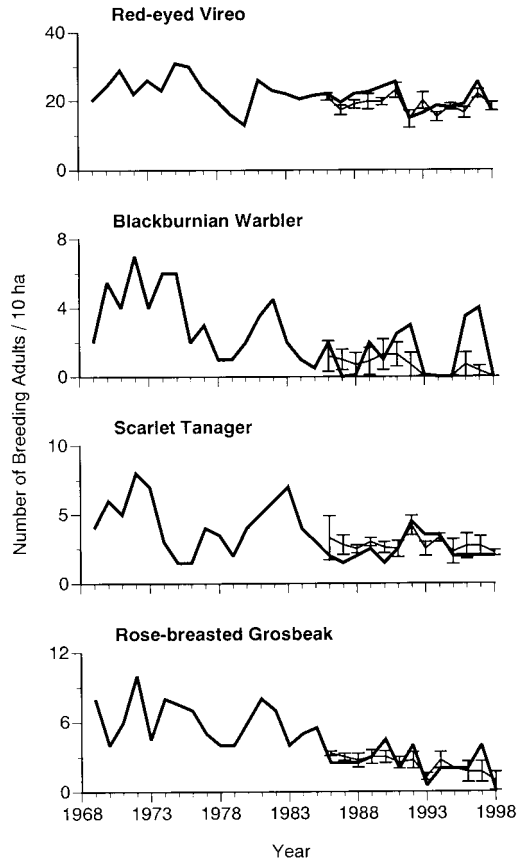 Red-eyed Vireo
40
20
0
Blackburnian Warbler
8
4
0
Scarlet Tanager
10
5
0
Rose-breasted Grosbeak
12
6
0
1968 1973 1978 1983 1988 1993 1998
Year
Number of Breeding Adults / 10 ha